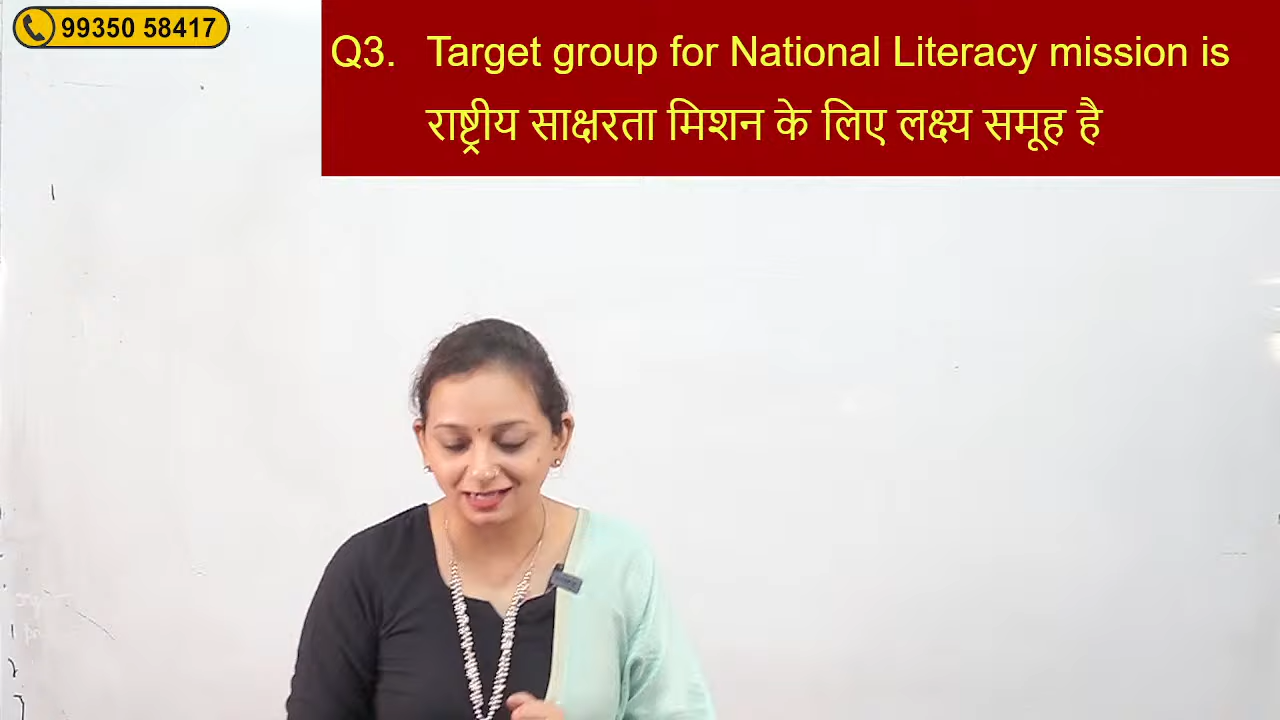 99350 58417
Q3. Target group for National Literacy mission is
राष्ट्रीय साक्षरता मिशन के लिए लक्ष्य समूह है